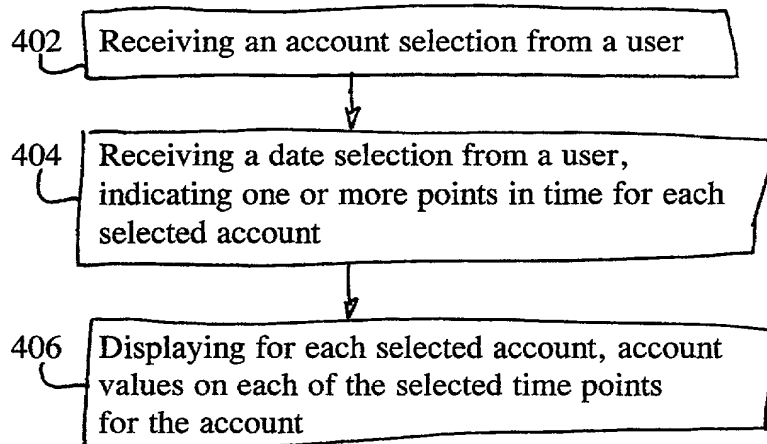 402 Receiving an account selection from a user
404 Receiving a date selection from a user,
indicating one or more points in time for each
selected account
406 Displaying for each selected account, account
values on each of the selected time points
for the account